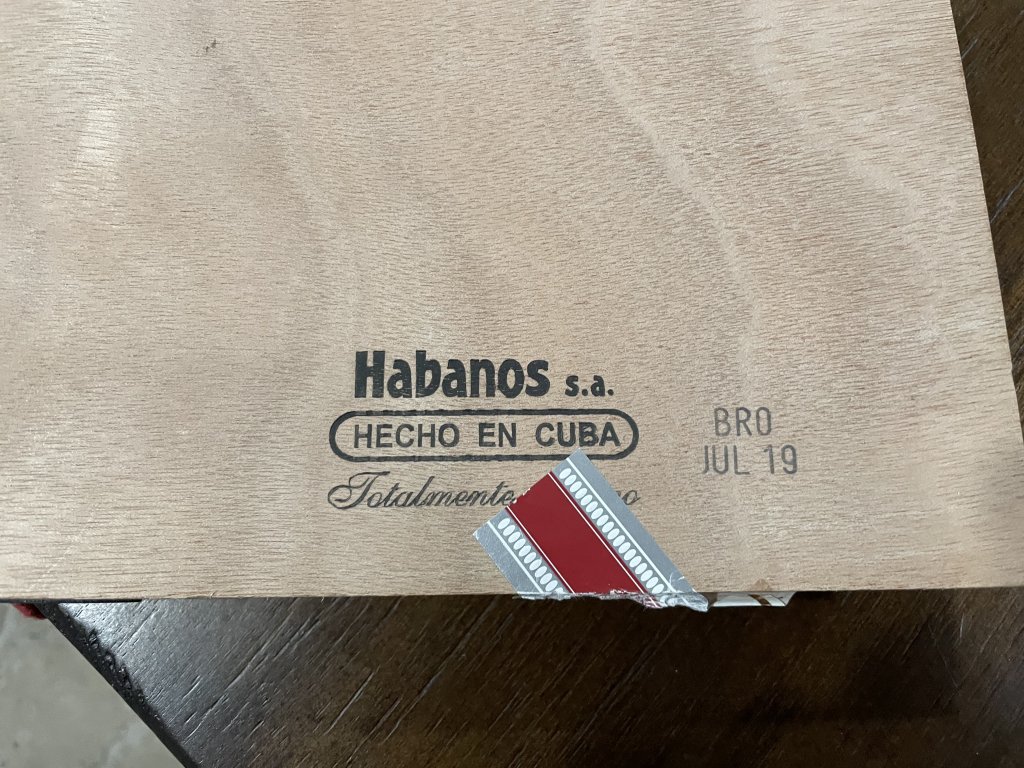 Habanos s.a.
HECHO EN CUBA
Totalmente
BRO
JUL 19